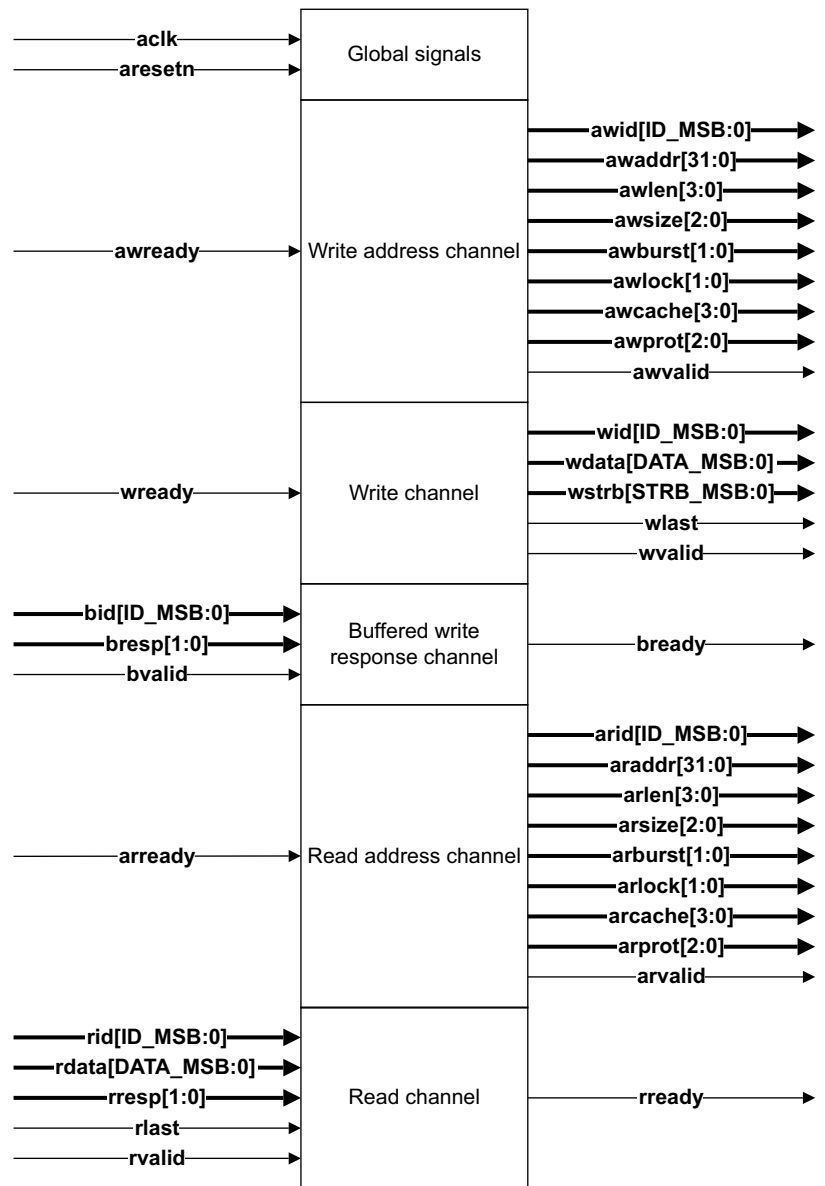 aclk
aresetn
Global signals
awready
Write address channel
awid[ID_MSB:0]
awaddr[31:0]
awlen[3:0]
awsize[2:0]
awburst[1:0]
awlock[1:0]
awcache[3:0]
awprot[2:0]
awvalid
wready
Write channel
wid[ID_MSB:0]
wdata[DATA_MSB:0]
wstrb[STRB_MSB:0]
wlast
wvalid
bid[ID_MSB:0]
bresp[1:0]
bvalid
Buffered write
response channel
bready
arready
Read address channel
arid[ID_MSB:0]
araddr[31:0]
arlen[3:0]
arsize[2:0]
arburst[1:0]
arlock[1:0]
arcache[3:0]
arprot[2:0]
arvalid
rid[ID_MSB:0]
rdata[DATA_MSB:0]
rresp[1:0]
rlast
rvalid
Read channel
rready